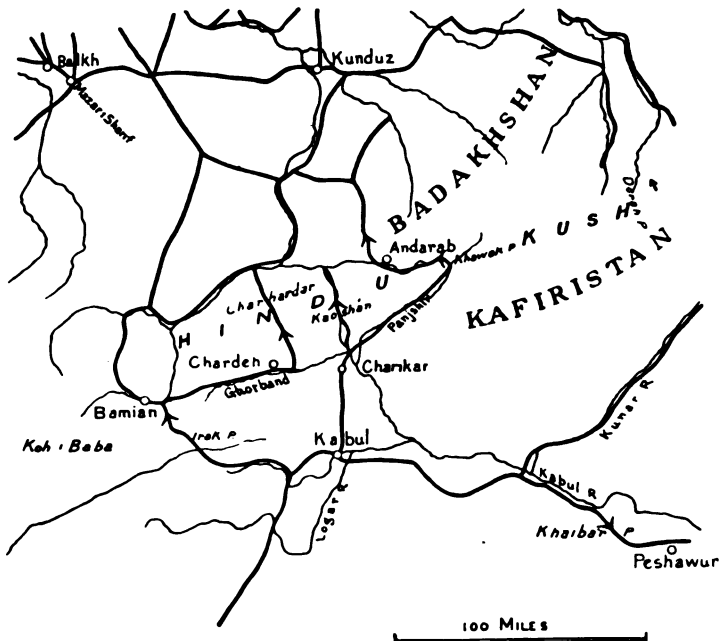 Balkh
Kunduz
Mazar i Sharif
BADAKHSHAN
Andarab
Khawak P
HINDU KUSH
Dorah P
KAFIRISTAN
Charhardar
Kaoshan
Panjshir
Charden
Ghorband
Charikar
Bamian
Irak P
Kabul
Koh i Baba
Logar R
Kunar R
Kabul R
Khaibar P
Peshawur
100 MILES